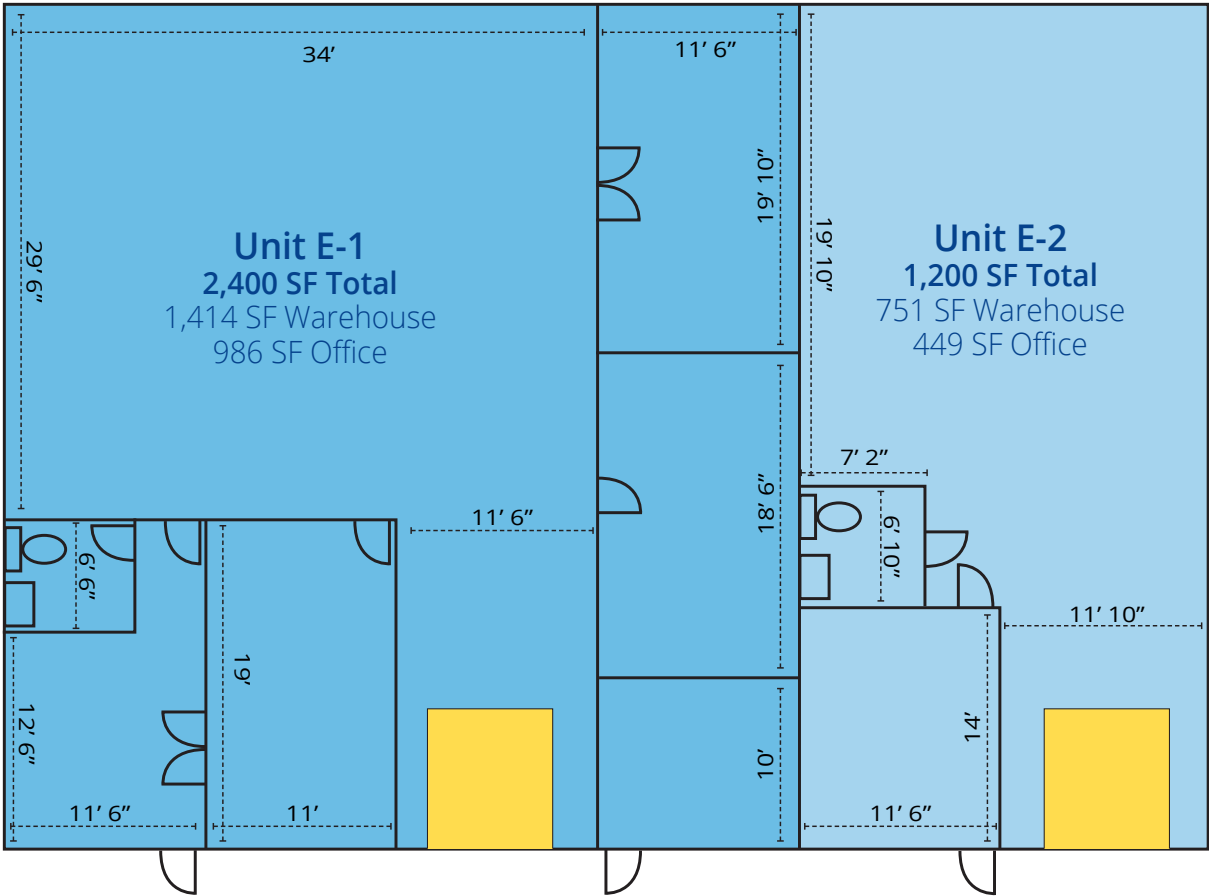 34’
11’ 6”
29’ 6”
19’ 10”
19’ 10”
Unit E-1
2,400 SF Total
1,414 SF Warehouse
986 SF Office
Unit E-2
1,200 SF Total
751 SF Warehouse
449 SF Office
7’ 2”
11’ 6”
18’ 6”
6’ 6”
6’ 10”
11’ 10”
19’
12’ 6”
14’
10’
11’ 6”
11’
11’ 6”